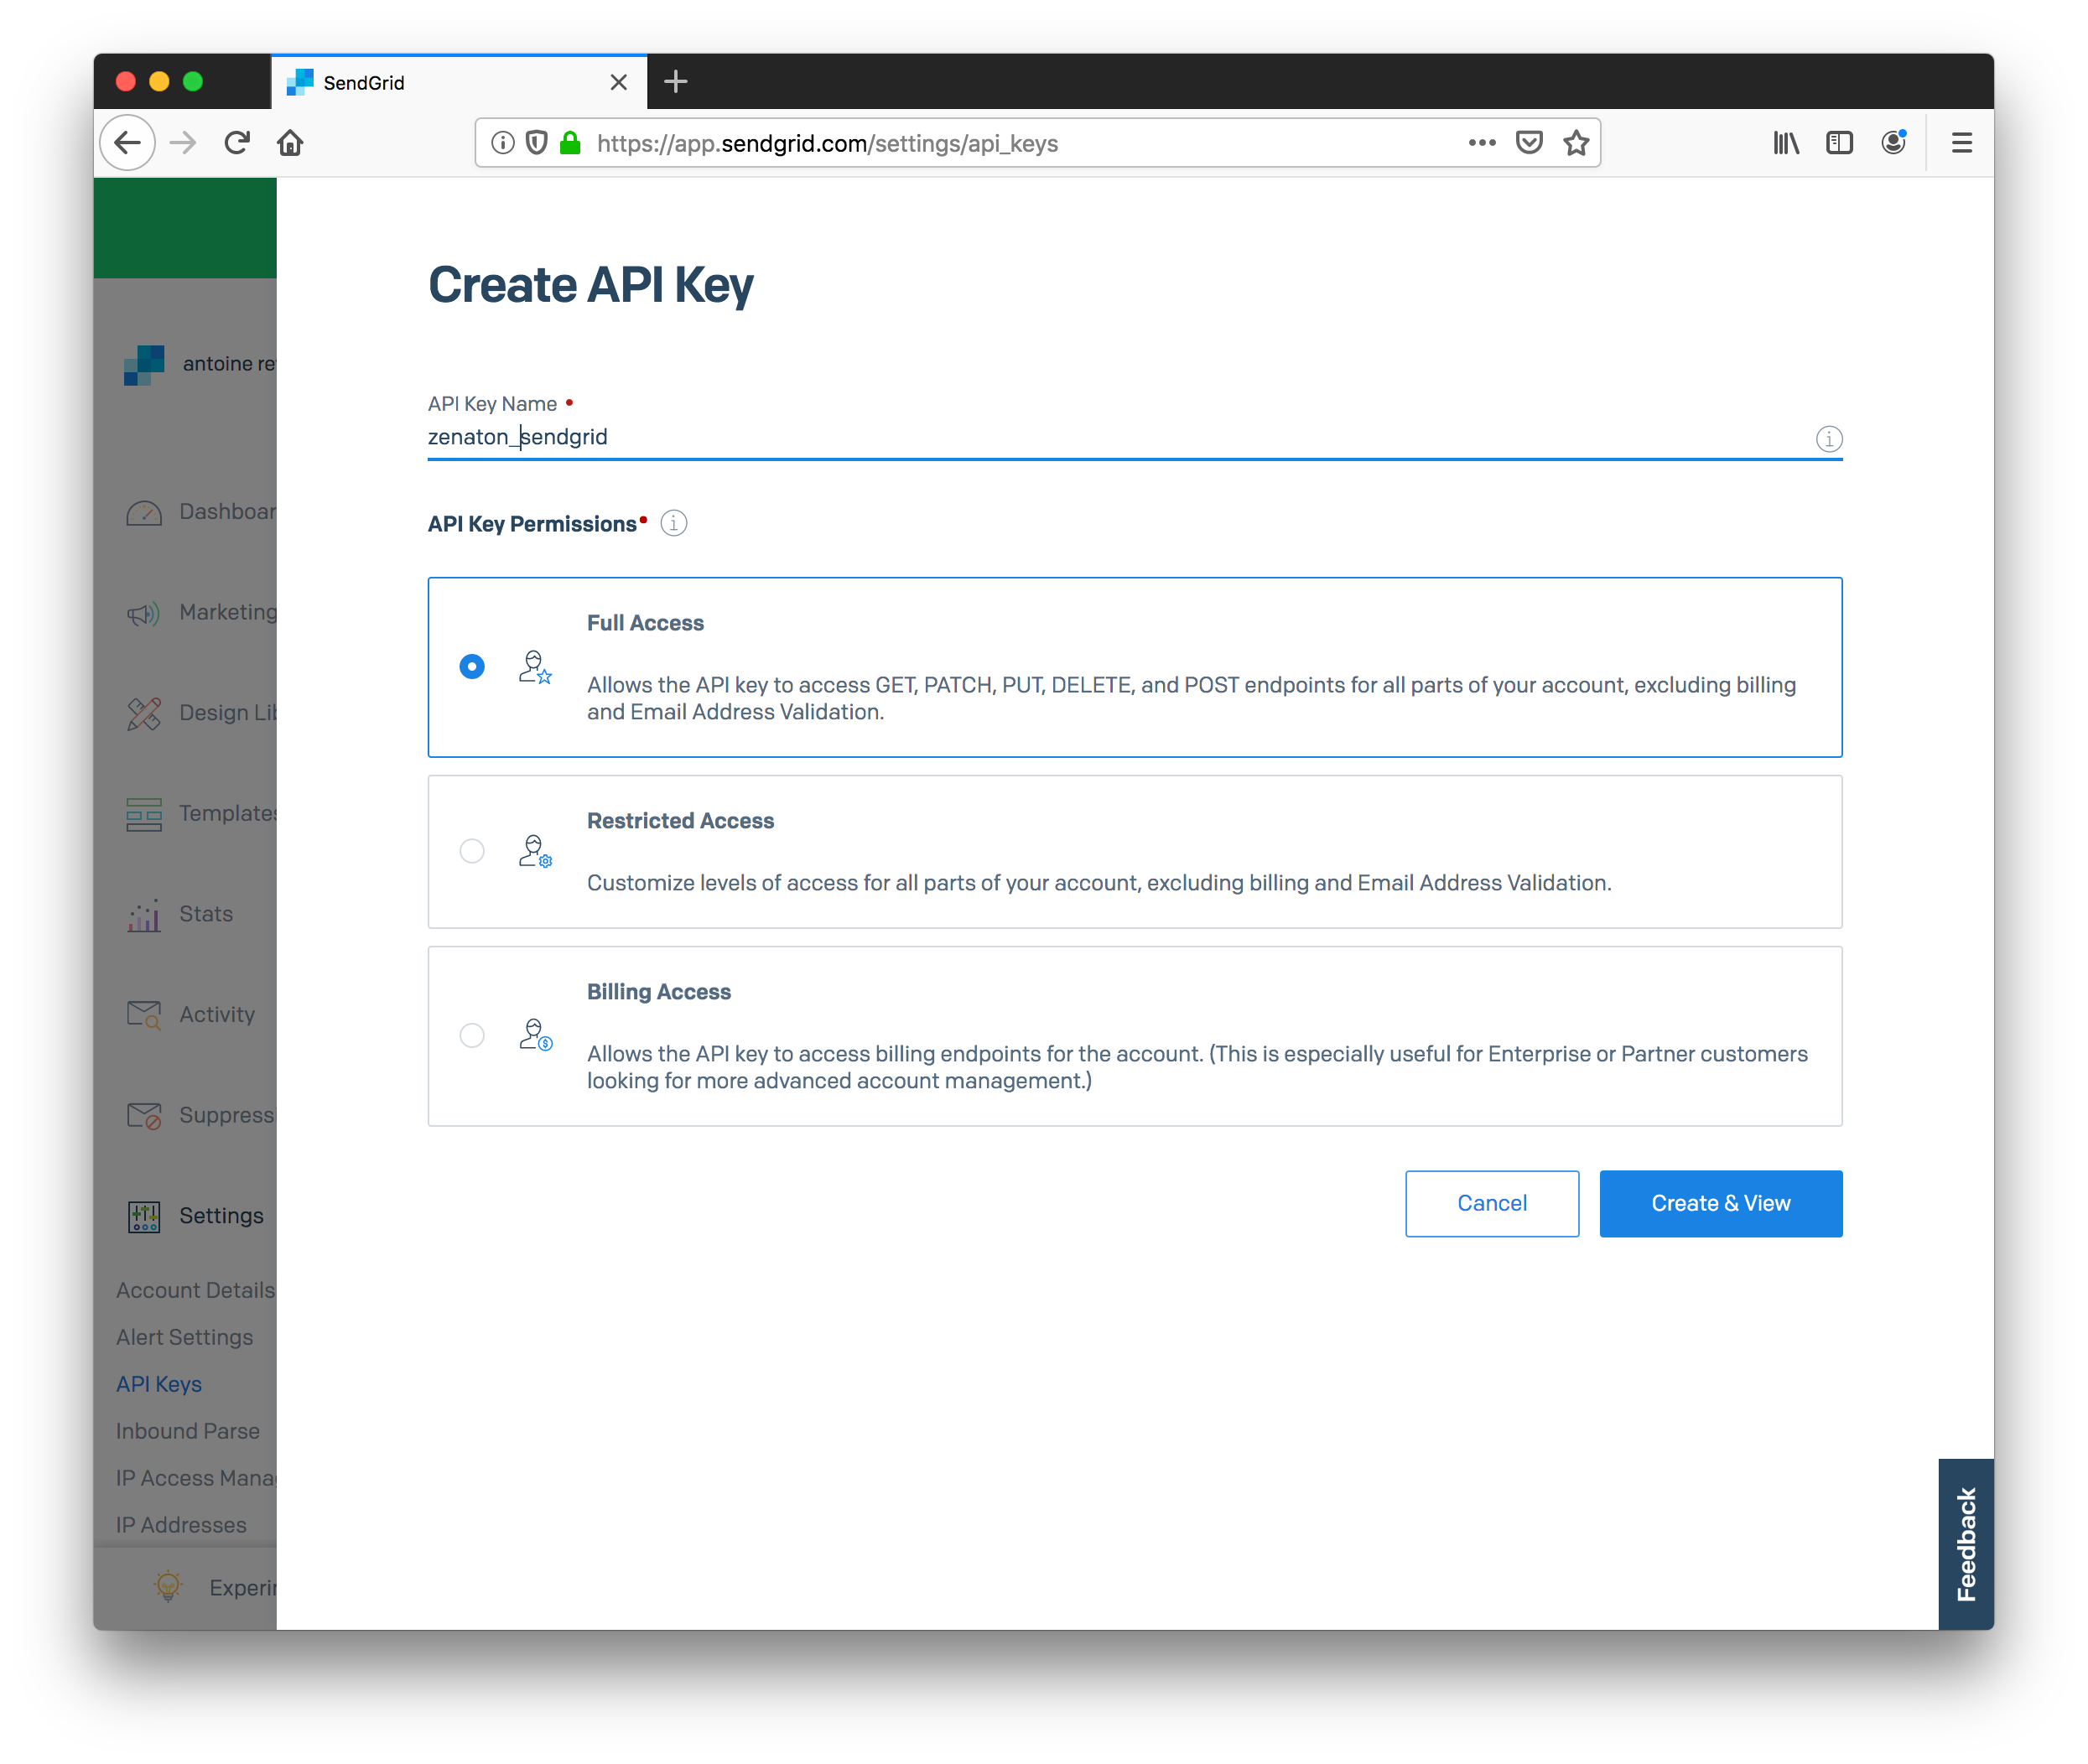 SendGrid
https://app.sendgrid.com/settings/api_keys
antoine re
Dashboar
Marketing
Design Lib
Templates
Stats
Activity
Suppress
Settings
Account Details
Alert Settings
API Keys
Inbound Parse
IP Access Mana
IP Addresses
Experi
Create API Key
API Key Name
zenaton_sendgrid
API Key Permissions
Full Access
Allows the API key to access GET, PATCH, PUT, DELETE, and POST endpoints for all parts of your account, excluding billing
and Email Address Validation.
Restricted Access
Customize levels of access for all parts of your account, excluding billing and Email Address Validation.
Billing Access
Allows the API key to access billing endpoints for the account. (This is especially useful for Enterprise or Partner customers
looking for more advanced account management.)
Cancel
Create & View
Feedback